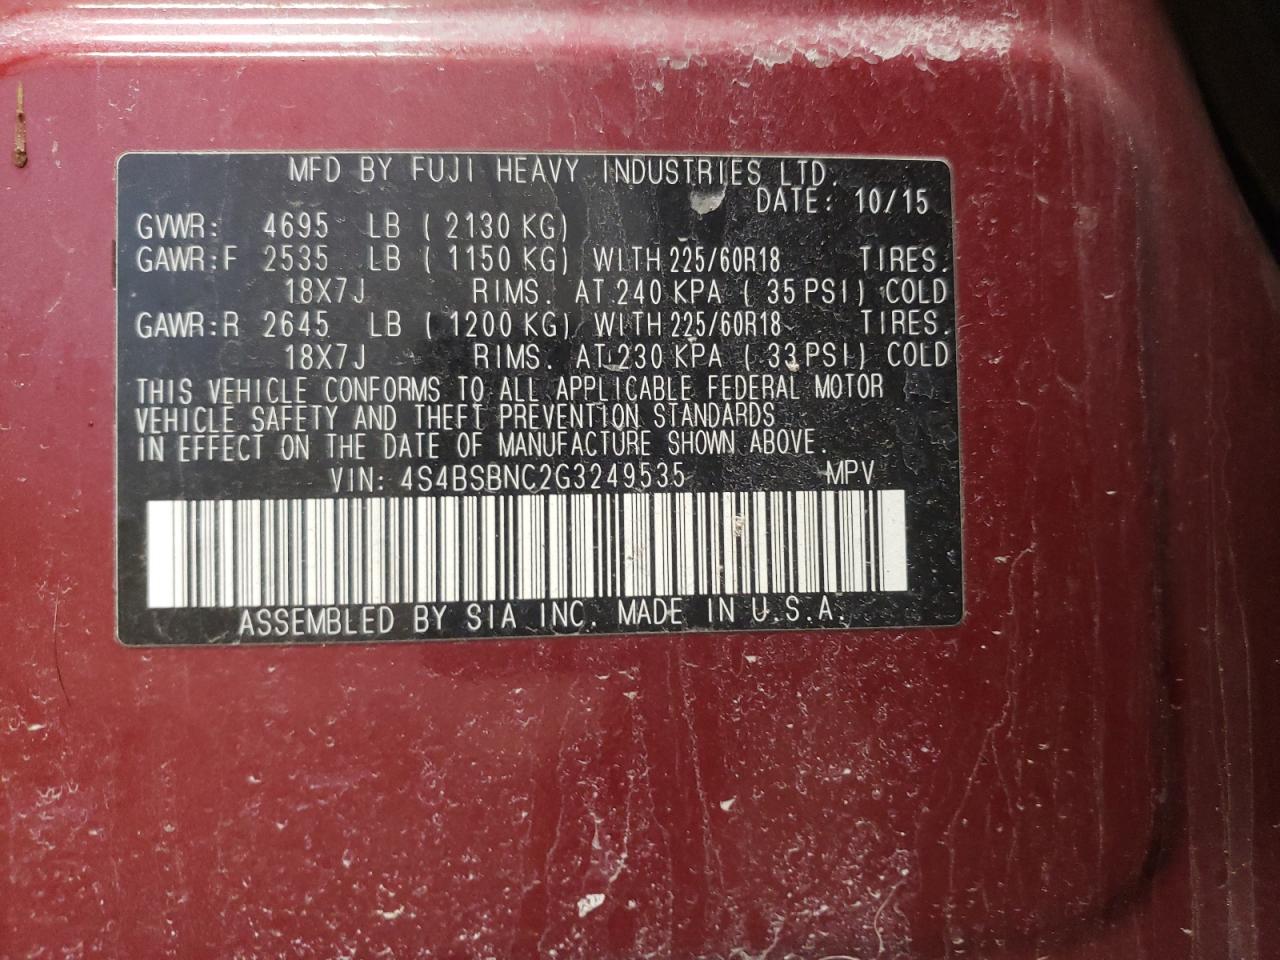 MFD BY FUJI HEAVY INDUSTRIES LTD.
DATE: 10/15
GVWR: 4695 LB ( 2130 KG)
GAWR:F 2535 LB ( 1150 KG) WITH 225/60R18 TIRES.
18X7J RIMS. AT 240 KPA ( 35 PSI) COLD
GAWR:R 2645 LB ( 1200 KG) WITH 225/60R18 TIRES.
18X7J RIMS. AT 230 KPA ( 33 PSI) COLD
THIS VEHICLE CONFORMS TO ALL APPLICABLE FEDERAL MOTOR
VEHICLE SAFETY AND THEFT PREVENTION STANDARDS
IN EFFECT ON THE DATE OF MANUFACTURE SHOWN ABOVE.
VIN: 4S4BSBNC2G3249535 MPV
ASSEMBLED BY SIA INC. MADE IN U.S.A.